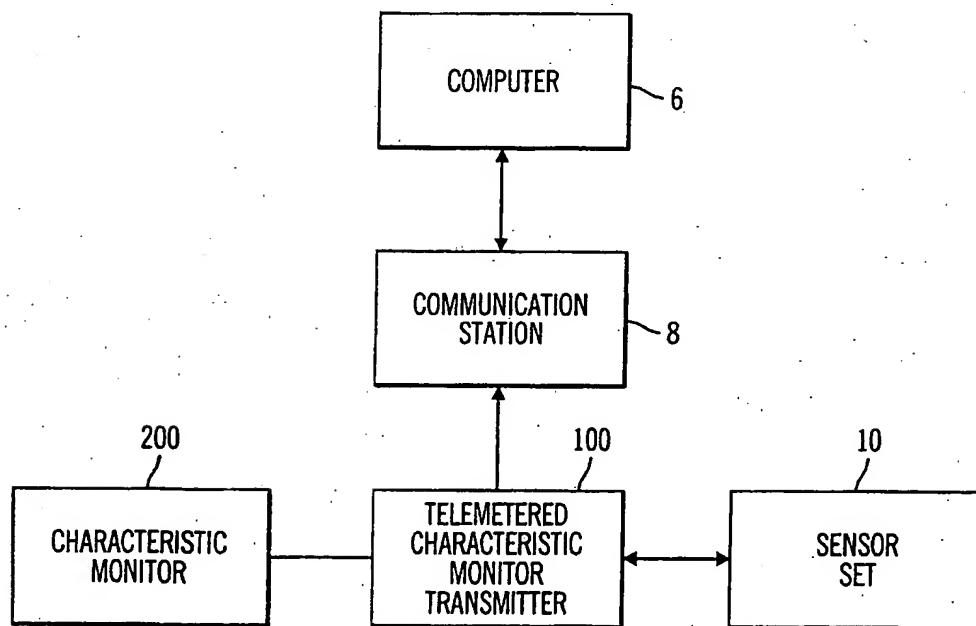 COMPUTER
6
COMMUNICATION
STATION
8
200
100
10
CHARACTERISTIC
MONITOR
TELEMETERED
CHARACTERISTIC
MONITOR
TRANSMITTER
SENSOR
SET